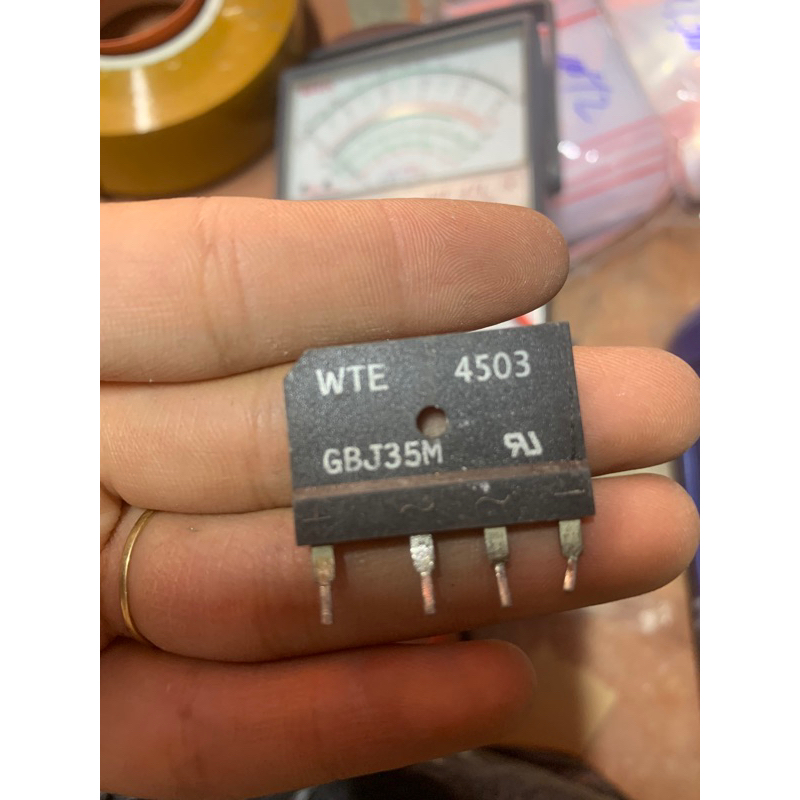 WTE 4503
GBJ35M
+ ~ ~ -